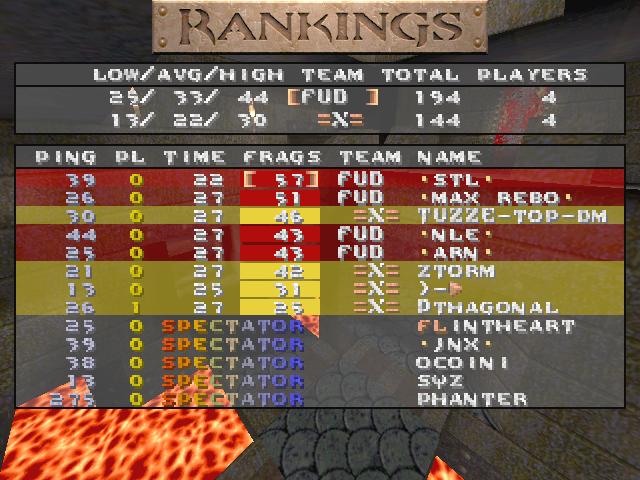 RANKINGS
LOW/AVG/HIGH TEAM TOTAL PLAYERS
25/ 33/ 44 [FUD ] 194 4
13/ 22/ 30 =X= 144 4
PING PL TIME FRAGS TEAM NAME
39 0 22 [ 57] FUD ·STL·
26 0 27 51 FUD ·MAX REBO·
30 0 27 46 =X= TUZZE-TOP-DM
44 0 27 43 FUD ·NLE·
25 0 27 43 FUD ·ARN·
21 0 27 42 =X= ZTORM
13 0 25 31 =X= )-
26 1 27 25 =X= PTHAGONAL
25 0 SPECTATOR FLINTHEART
39 0 SPECTATOR ·JNX·
38 0 SPECTATOR OCOINI
13 0 SPECTATOR SYZ
275 0 SPECTATOR PHANTER